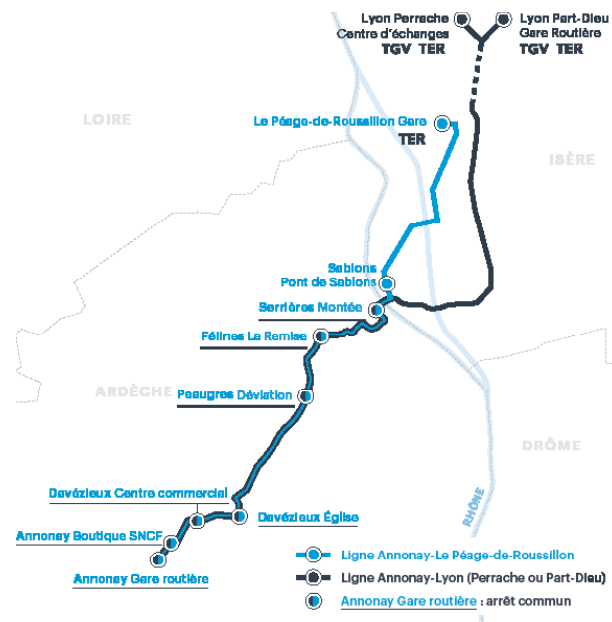 Lyon Perrache
Centre d'échanges
TGV TER
Lyon Part-Dieu
Gare Routière
TGV TER
LOIRE
Le Péage-de-Roussillon Gare
TER
ISÈRE
Sablons
Pont de Sablons
Serrières Montée
Félines La Remise
ARDÈCHE
Peaugres Déviation
DRÔME
Davézieux Centre commercial
Davézieux Église
RHÔNE
Annonay Boutique SNCF
Annonay Gare routière
Ligne Annonay-Le Péage-de-Roussillon
Ligne Annonay-Lyon (Perrache ou Part-Dieu)
Annonay Gare routière : arrêt commun